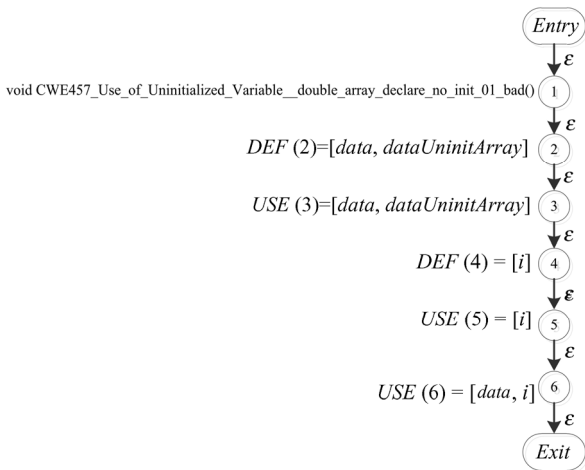 Entry
ε
void CWE457_Use_of_Uninitialized_Variable__double_array_declare_no_init_01_bad() 1
ε
DEF (2)=[data, dataUninitArray] 2
ε
USE (3)=[data, dataUninitArray] 3
ε
DEF (4) = [i] 4
ε
USE (5) = [i] 5
ε
USE (6) = [data, i] 6
ε
Exit